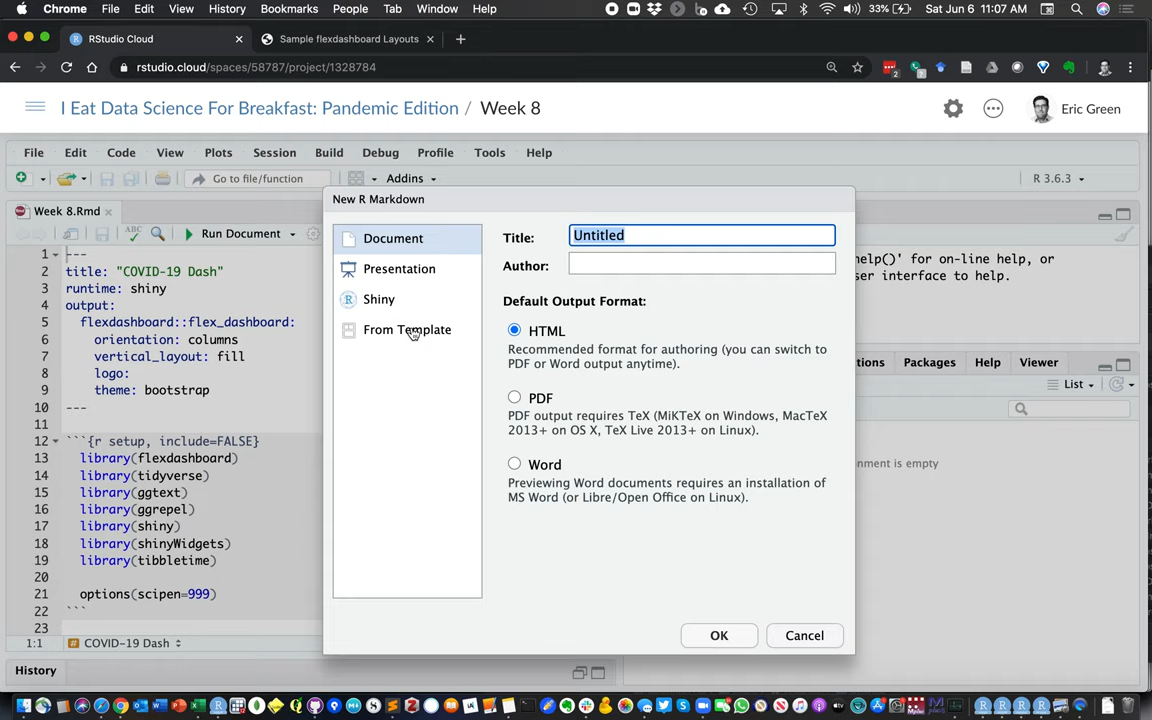 Chrome File Edit View History Bookmarks People Tab Window Help 33% Sat Jun 6 11:07 AM
RStudio Cloud Sample flexdashboard Layouts
rstudio.cloud/spaces/58787/project/1328784
I Eat Data Science For Breakfast: Pandemic Edition / Week 8 Eric Green
File Edit Code View Plots Session Build Debug Profile Tools Help
Go to file/function Addins R 3.6.3
New R Markdown
Week 8.Rmd
Run Document
Document
Presentation
Shiny
From Template
Title: Untitled
Author:
Default Output Format:
HTML
Recommended format for authoring (you can switch to
PDF or Word output anytime).
PDF
PDF output requires TeX (MiKTeX on Windows, MacTeX
2013+ on OS X, TeX Live 2013+ on Linux).
Word
Previewing Word documents requires an installation of
MS Word (or Libre/Open Office on Linux).
OK Cancel
1 ---
2 title: "COVID-19 Dash"
3 runtime: shiny
4 output:
5 flexdashboard::flex_dashboard:
6 orientation: columns
7 vertical_layout: fill
8 logo:
9 theme: bootstrap
10 ---
11
12 ```{r setup, include=FALSE}
13 library(flexdashboard)
14 library(tidyverse)
15 library(ggtext)
16 library(ggrepel)
17 library(shiny)
18 library(shinyWidgets)
19 library(tibbletime)
20
21 options(scipen=999)
22 ```
23
1:1 COVID-19 Dash
History
help()' for on-line help, or
ser interface to help.
tions Packages Help Viewer
List
nment is empty